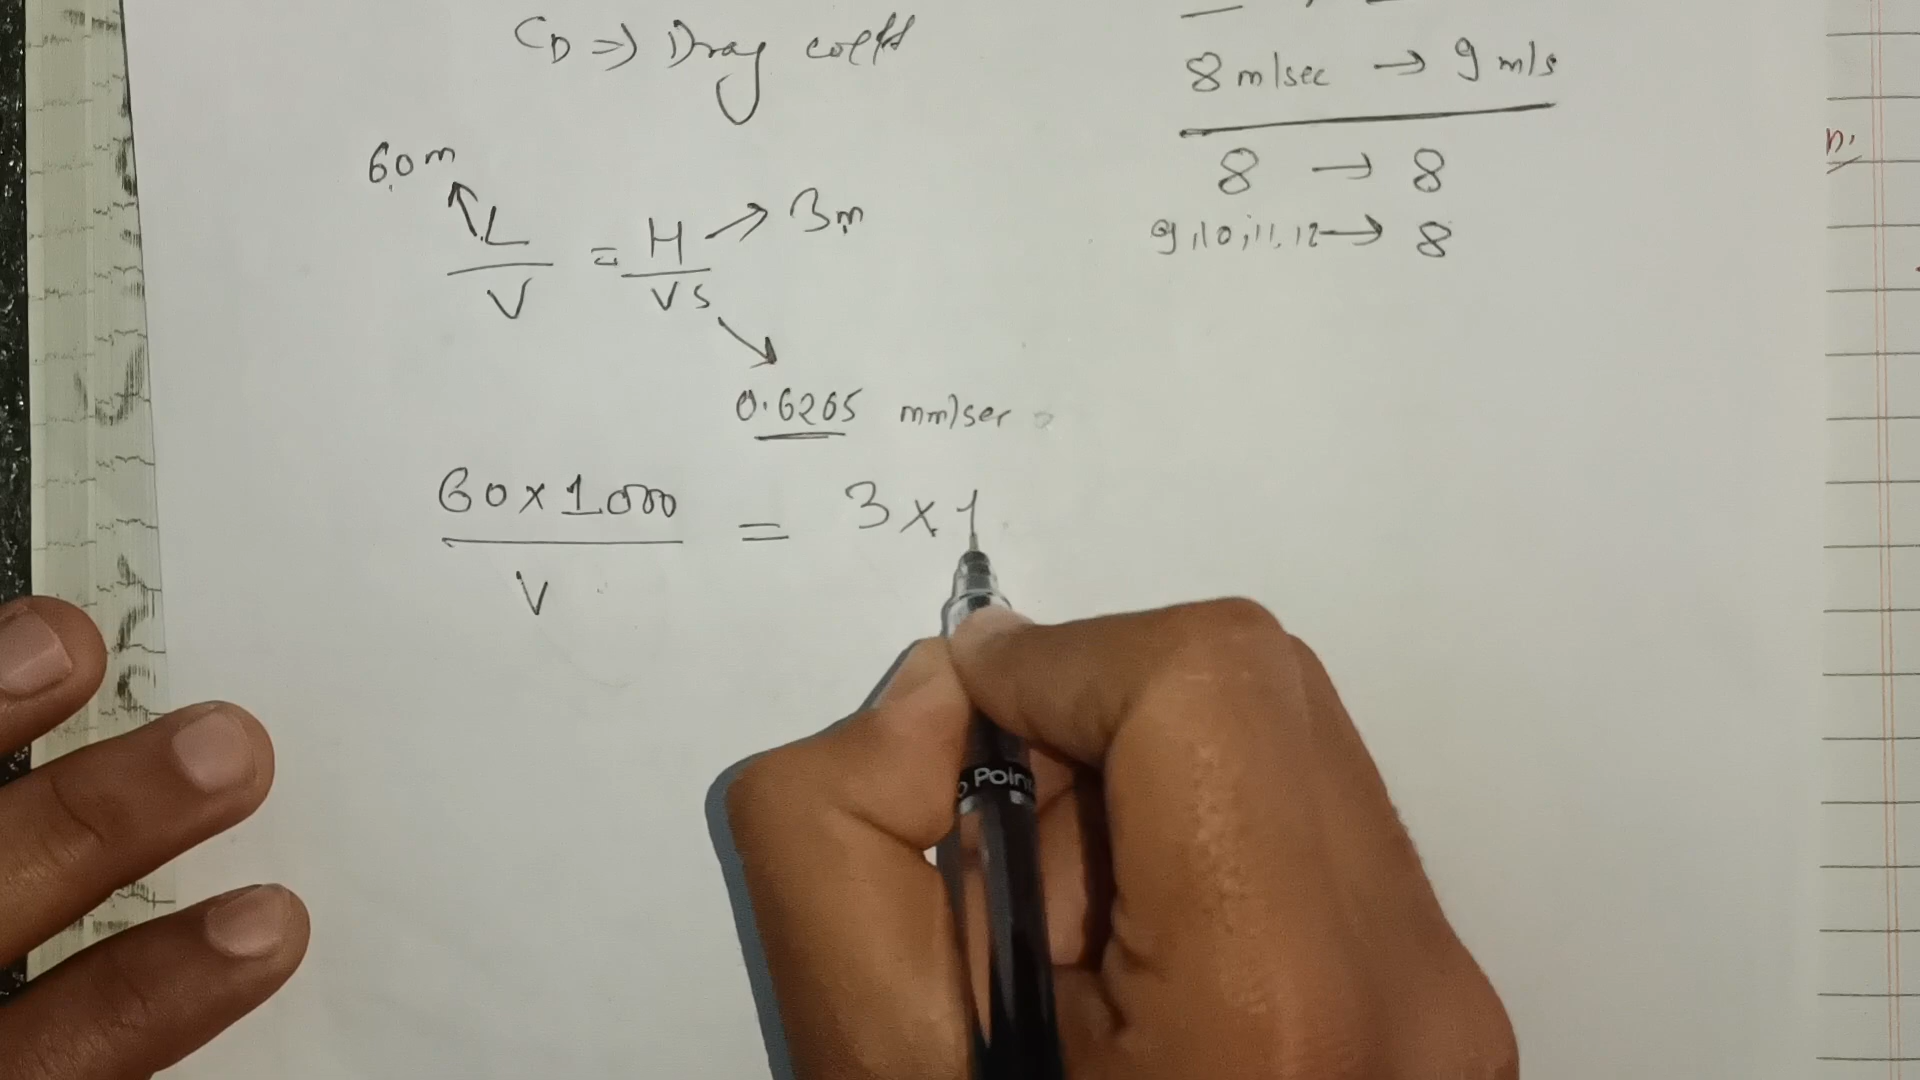 CD ⇒ Drag coeff
60m
L = H → 3m
V Vs
0.6265 mm/sec
60 x 1000 = 3 x 1
V
8 m/sec → 9 m/s
8 → 8
9,10,11,12 → 8
n.
Point